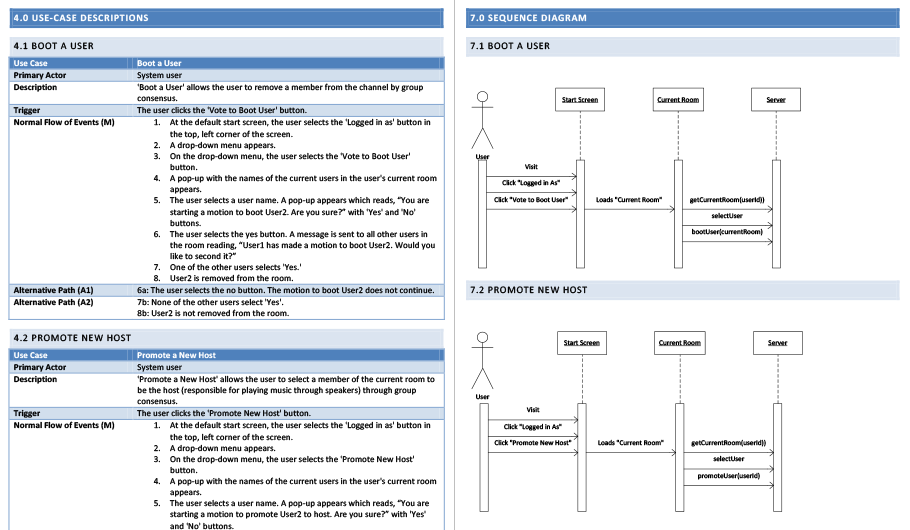 4.0 USE-CASE DESCRIPTIONS
4.1 BOOT A USER
Use Case Boot a User
Primary Actor System user
Description 'Boot a User' allows the user to remove a member from the channel by group
consensus.
Trigger The user clicks the 'Vote to Boot User' button.
Normal Flow of Events (M) 1. At the default start screen, the user selects the 'Logged in as' button in
the top, left corner of the screen.
2. A drop-down menu appears.
3. On the drop-down menu, the user selects the 'Vote to Boot User'
button.
4. A pop-up with the names of the current users in the user's current room
appears.
5. The user selects a user name. A pop-up appears which reads, “You are
starting a motion to boot User2. Are you sure?” with 'Yes' and 'No'
buttons.
6. The user selects the yes button. A message is sent to all other users in
the room reading, “User1 has made a motion to boot User2. Would you
like to second it?”
7. One of the other users selects 'Yes.'
8. User2 is removed from the room.
Alternative Path (A1) 6a: The user selects the no button. The motion to boot User2 does not continue.
Alternative Path (A2) 7b: None of the other users select 'Yes'.
8b: User2 is not removed from the room.
4.2 PROMOTE NEW HOST
Use Case Promote a New Host
Primary Actor System user
Description 'Promote a New Host' allows the user to select a member of the current room to
be the host (responsible for playing music through speakers) through group
consensus.
Trigger The user clicks the 'Promote New Host' button.
Normal Flow of Events (M) 1. At the default start screen, the user selects the 'Logged in as' button in
the top, left corner of the screen.
2. A drop-down menu appears.
3. On the drop-down menu, the user selects the 'Promote New Host'
button.
4. A pop-up with the names of the current users in the user's current room
appears.
5. The user selects a user name. A pop-up appears which reads, “You are
starting a motion to promote User2 to host. Are you sure?” with 'Yes'
and 'No' buttons.
7.0 SEQUENCE DIAGRAM
7.1 BOOT A USER
Start Screen Current Room Server
User
Visit
Click "Logged in As"
Click "Vote to Boot User" Loads "Current Room" getCurrentRoom(userId))
selectUser
bootUser(currentRoom)
7.2 PROMOTE NEW HOST
Start Screen Current Room Server
User
Visit
Click "Logged in As"
Click "Promote New Host" Loads "Current Room" getCurrentRoom(userId))
selectUser
promoteUser(userId)